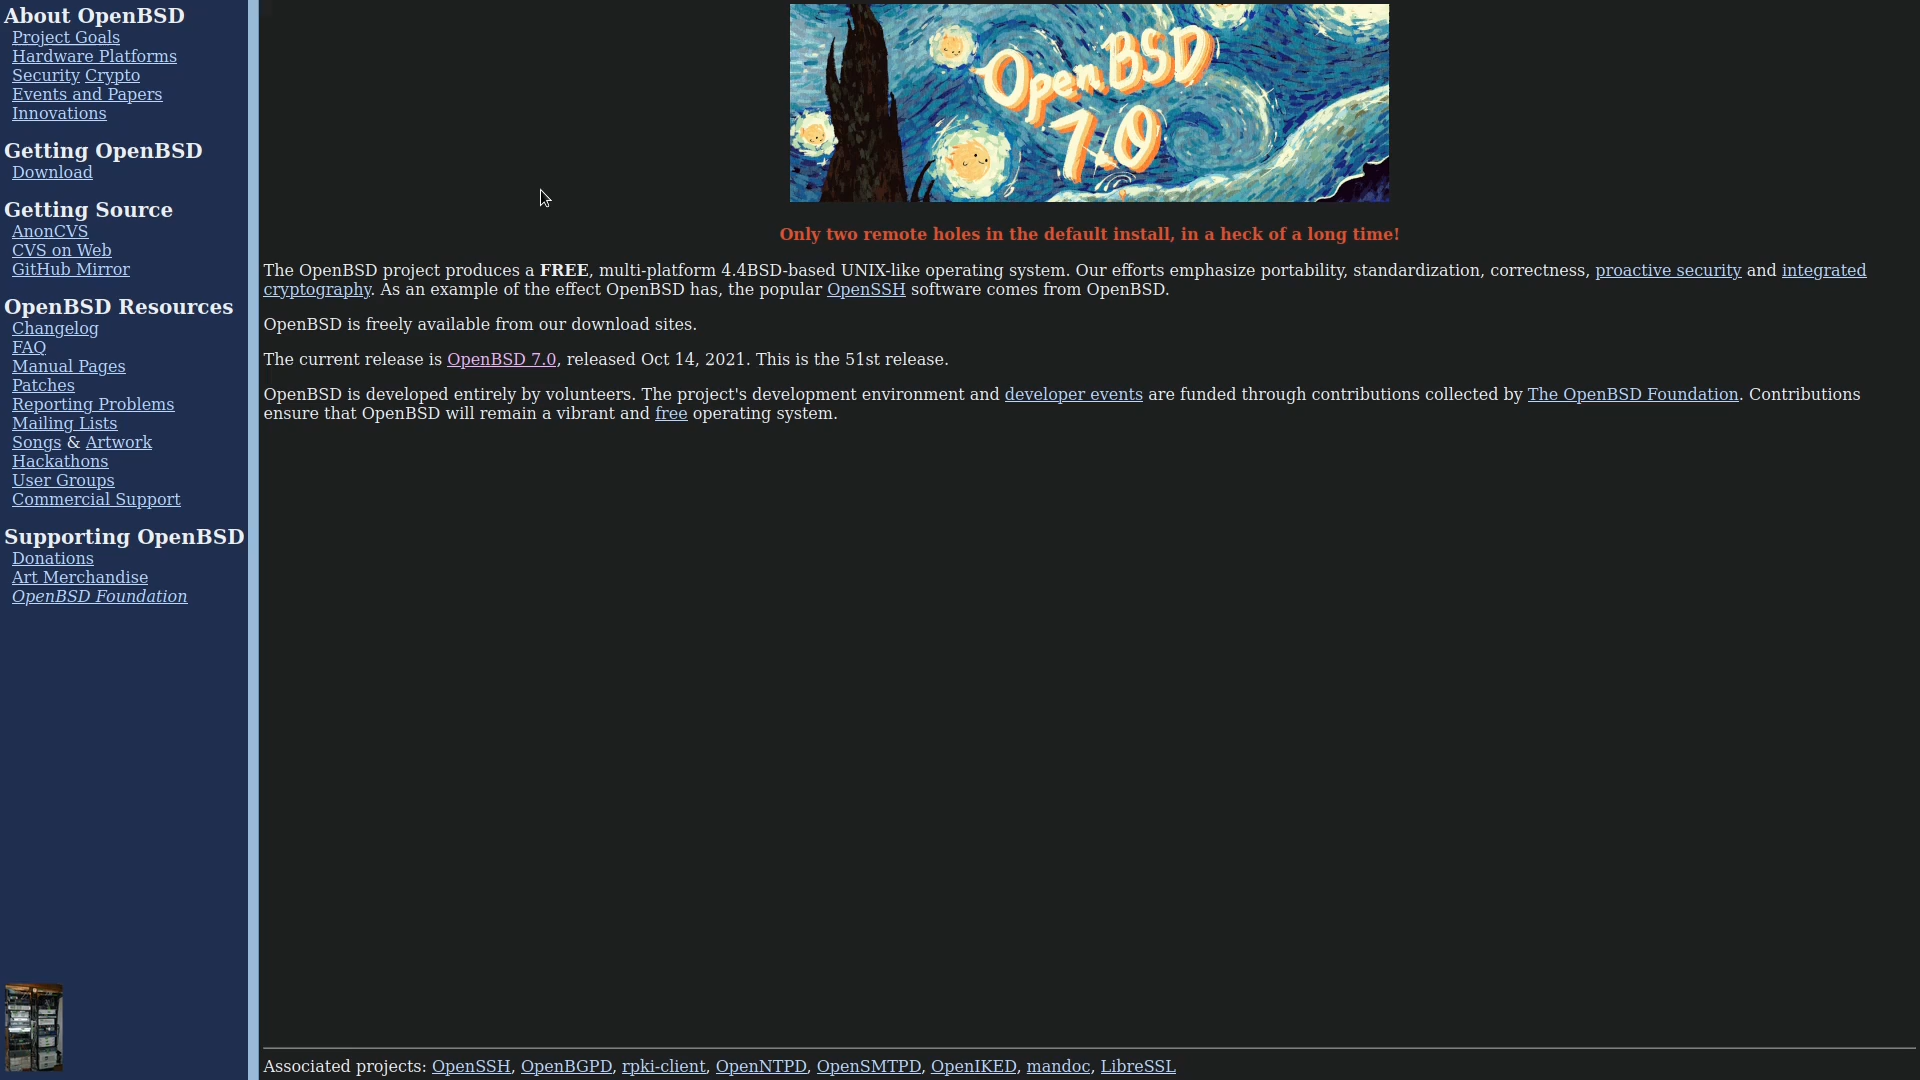 About OpenBSD
Project Goals
Hardware Platforms
Security Crypto
Events and Papers
Innovations
Getting OpenBSD
Download
Getting Source
AnonCVS
CVS on Web
GitHub Mirror
OpenBSD Resources
Changelog
FAQ
Manual Pages
Patches
Reporting Problems
Mailing Lists
Songs & Artwork
Hackathons
User Groups
Commercial Support
Supporting OpenBSD
Donations
Art Merchandise
OpenBSD Foundation
OpenBSD
7.0
Only two remote holes in the default install, in a heck of a long time!
The OpenBSD project produces a FREE, multi-platform 4.4BSD-based UNIX-like operating system. Our efforts emphasize portability, standardization, correctness, proactive security and integrated
cryptography. As an example of the effect OpenBSD has, the popular OpenSSH software comes from OpenBSD.
OpenBSD is freely available from our download sites.
The current release is OpenBSD 7.0, released Oct 14, 2021. This is the 51st release.
OpenBSD is developed entirely by volunteers. The project's development environment and developer events are funded through contributions collected by The OpenBSD Foundation. Contributions
ensure that OpenBSD will remain a vibrant and free operating system.
Associated projects: OpenSSH, OpenBGPD, rpki-client, OpenNTPD, OpenSMTPD, OpenIKED, mandoc, LibreSSL